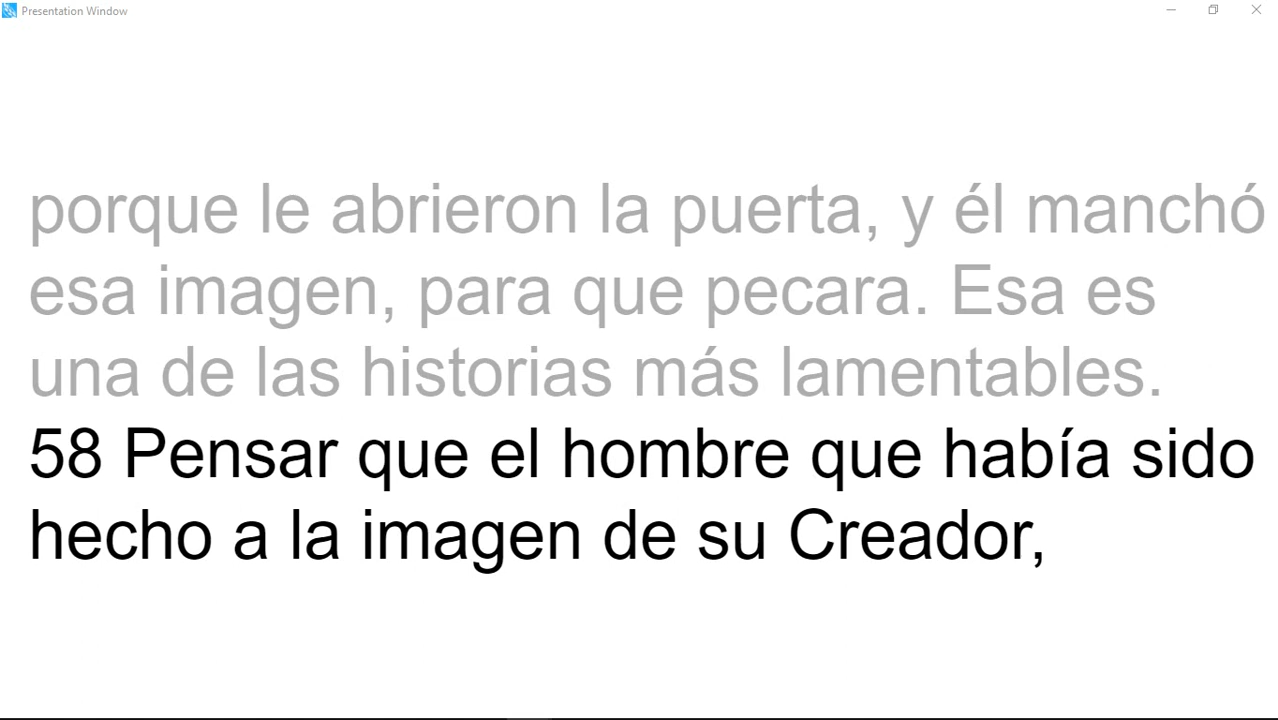 Presentation Window
porque le abrieron la puerta, y él manchó
esa imagen, para que pecara. Esa es
una de las historias más lamentables.
58 Pensar que el hombre que había sido
hecho a la imagen de su Creador,